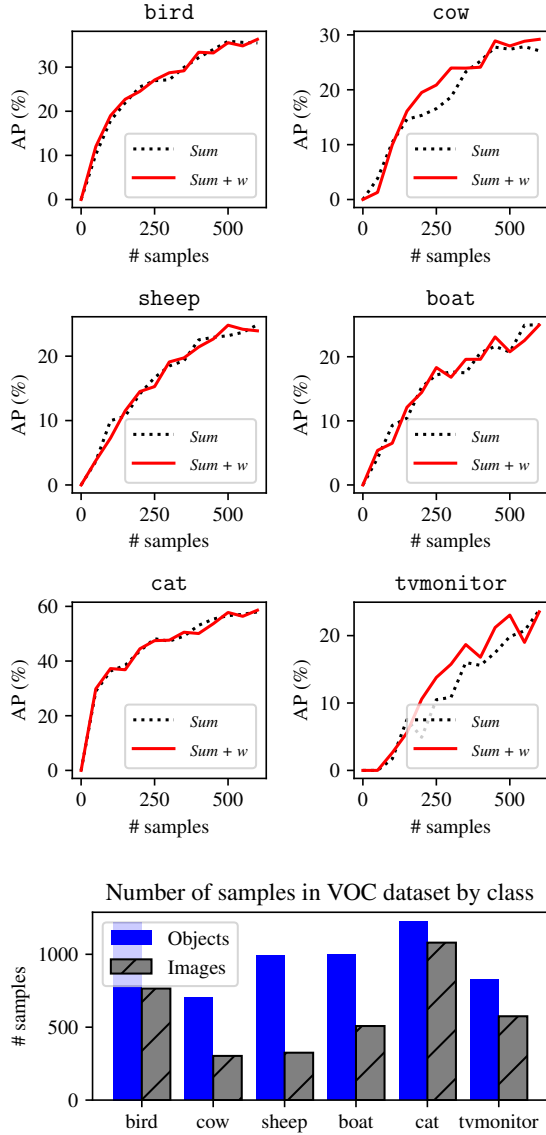 bird
cow
AP (%)
30
20
10
0
Sum
Sum + w
0
250
500
# samples
AP (%)
30
20
10
0
Sum
Sum + w
0
250
500
# samples
sheep
boat
AP (%)
20
10
0
Sum
Sum + w
0
250
500
# samples
AP (%)
20
10
0
Sum
Sum + w
0
250
500
# samples
cat
tvmonitor
AP (%)
60
40
20
0
Sum
Sum + w
0
250
500
# samples
AP (%)
20
10
0
Sum
Sum + w
0
250
500
# samples
Number of samples in VOC dataset by class
# samples
1000
500
0
Objects
Images
bird
cow
sheep
boat
cat
tvmonitor